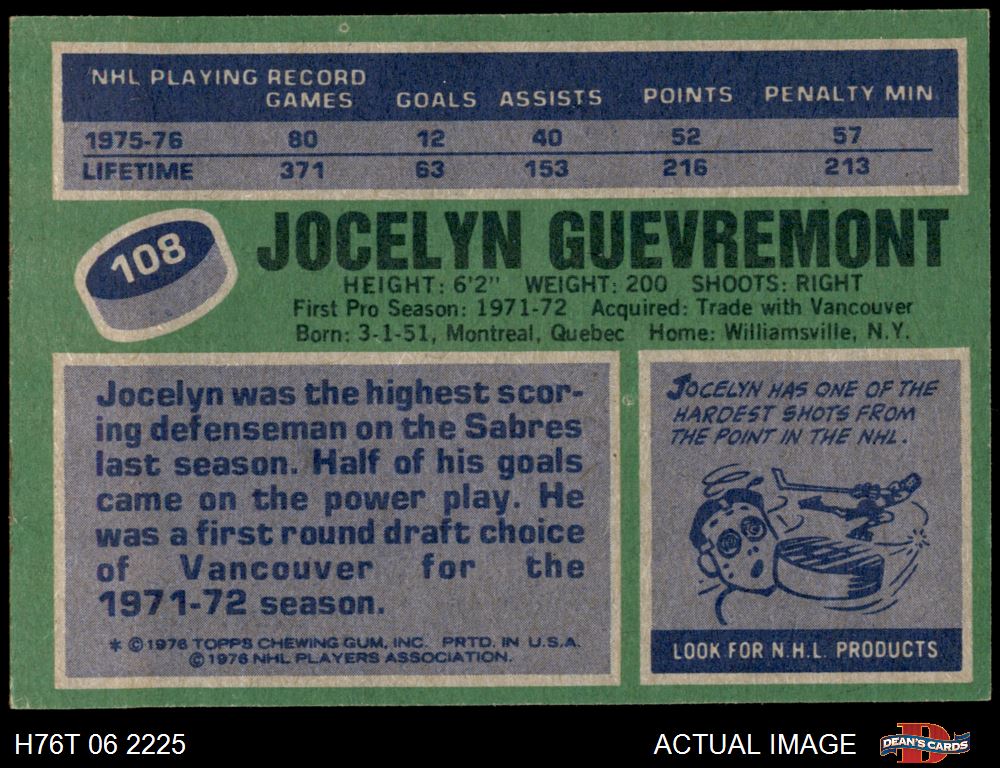 NHL PLAYING RECORD
GAMES GOALS ASSISTS POINTS PENALTY MIN.
1975-76 80 12 40 52 57
LIFETIME 371 63 153 216 213
108
JOCELYN GUEVREMONT
HEIGHT: 6'2" WEIGHT: 200 SHOOTS: RIGHT
First Pro Season: 1971-72 Acquired: Trade with Vancouver
Born: 3-1-51, Montreal, Quebec Home: Williamsville, N.Y.
Jocelyn was the highest scor-
ing defenseman on the Sabres
last season. Half of his goals
came on the power play. He
was a first round draft choice
of Vancouver for the
1971-72 season.
* © 1976 TOPPS CHEWING GUM, INC. PRTD. IN U.S.A.
© 1976 NHL PLAYERS ASSOCIATION.
JOCELYN HAS ONE OF THE
HARDEST SHOTS FROM
THE POINT IN THE NHL.
LOOK FOR N.H.L. PRODUCTS
H76T 06 2225
ACTUAL IMAGE
D
DEAN'S CARDS